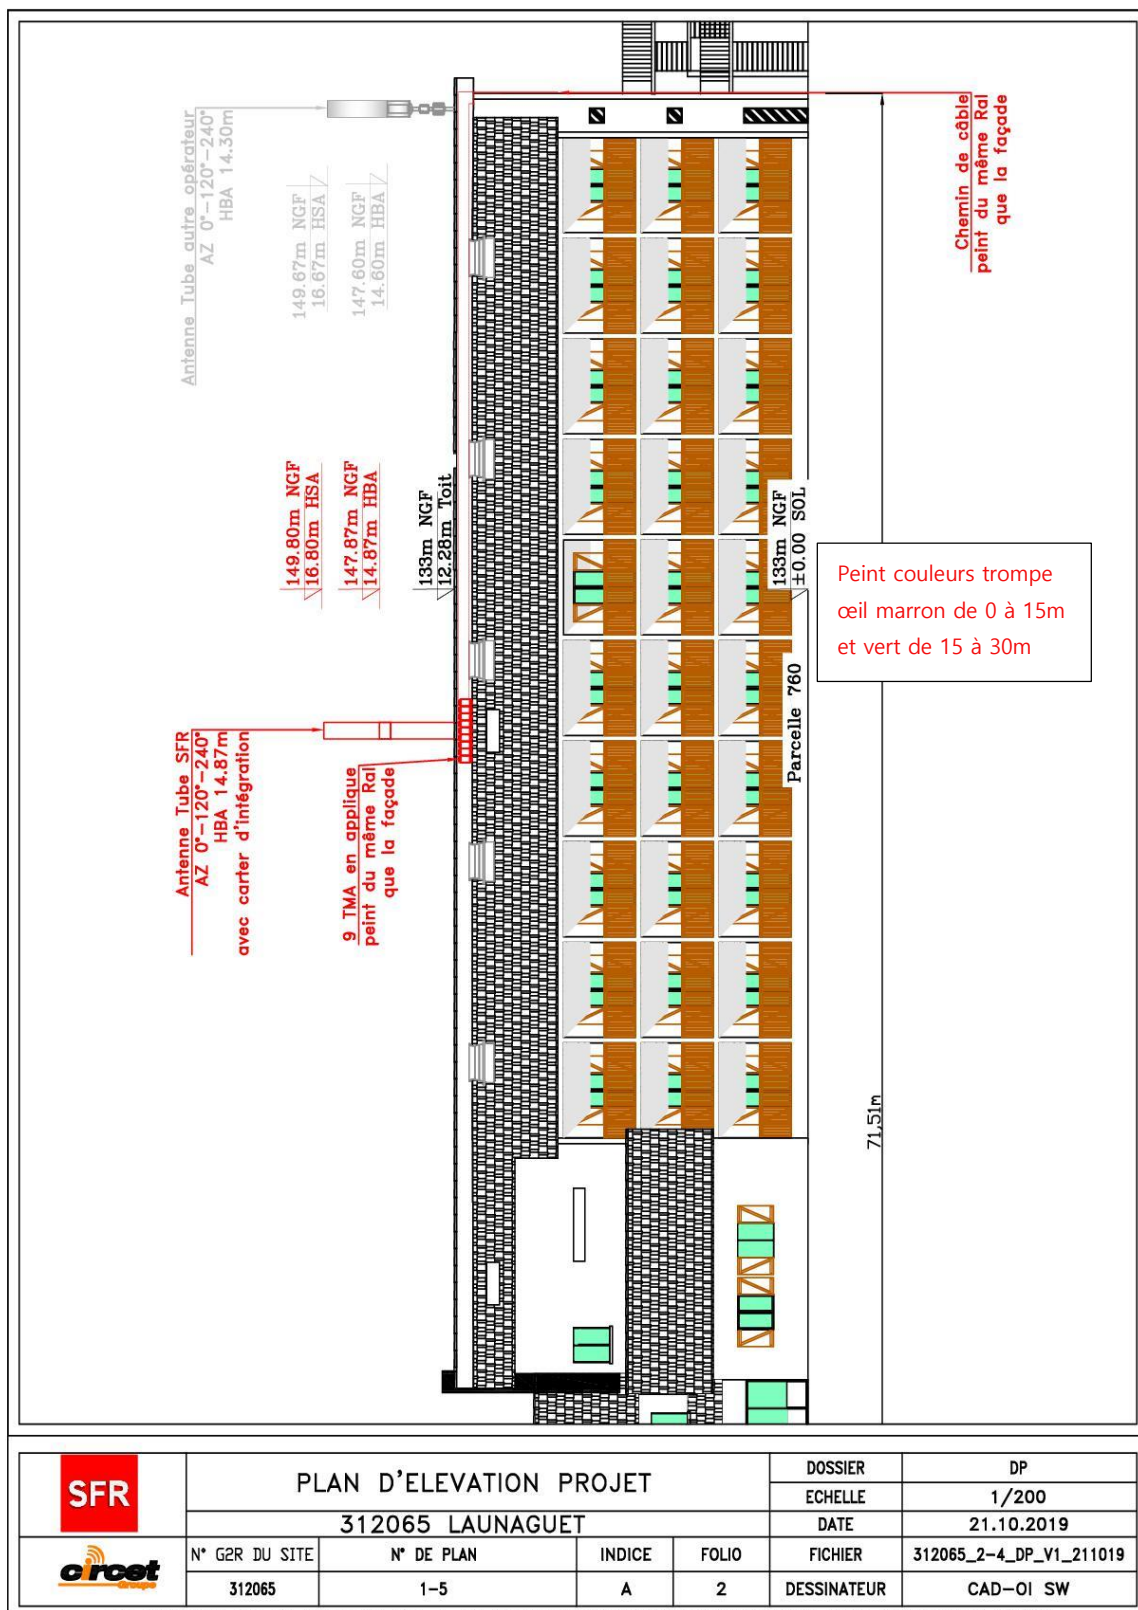 Antenne Tube autre opérateur
AZ 0°-120°-240°
HBA 14.30m
149.67m NGF
16.67m HSA
147.60m NGF
14.60m HBA
Chemin de câble
peint du même Ral
que la façade
149.80m NGF
16.80m HSA
147.87m NGF
14.87m HBA
133m NGF
12.28m Toit
133m NGF
±0.00 SOL
Peint couleurs trompe
œil marron de 0 à 15m
et vert de 15 à 30m
Parcelle 760
Antenne Tube SFR
AZ 0°-120°-240°
HBA 14.87m
avec carter d'intégration
9 TMA en applique
peint du même Ral
que la façade
71,51m
SFR
PLAN D'ELEVATION PROJET
312065 LAUNAGUET
DOSSIER
DP
ECHELLE
1/200
DATE
21.10.2019
circet
Groupe
N° G2R DU SITE
N° DE PLAN
INDICE
FOLIO
FICHIER
312065_2-4_DP_V1_211019
312065
1-5
A
2
DESSINATEUR
CAD-OI SW